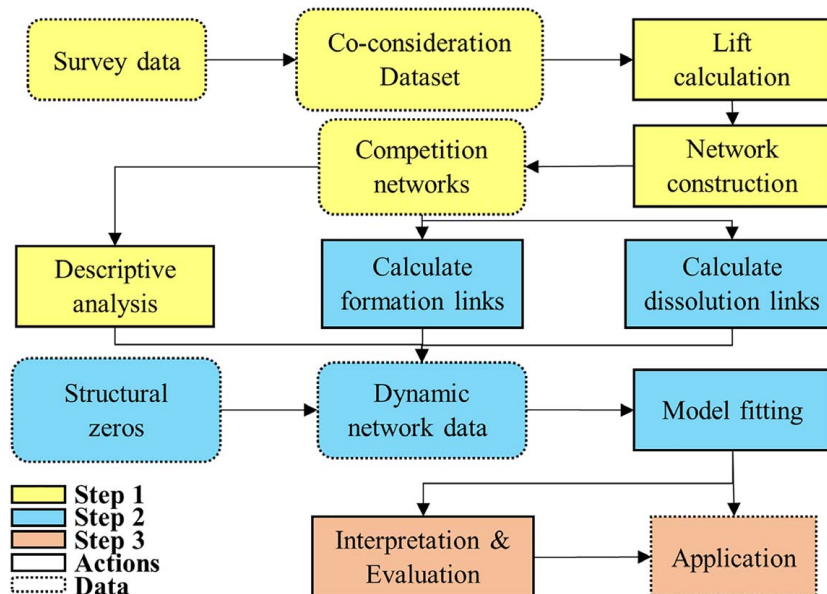 Survey data
Co-consideration
Dataset
Lift
calculation
Competition
networks
Network
construction
Descriptive
analysis
Calculate
formation links
Calculate
dissolution links
Structural
zeros
Dynamic
network data
Model fitting
Step 1
Step 2
Step 3
Actions
Data
Interpretation &
Evaluation
Application